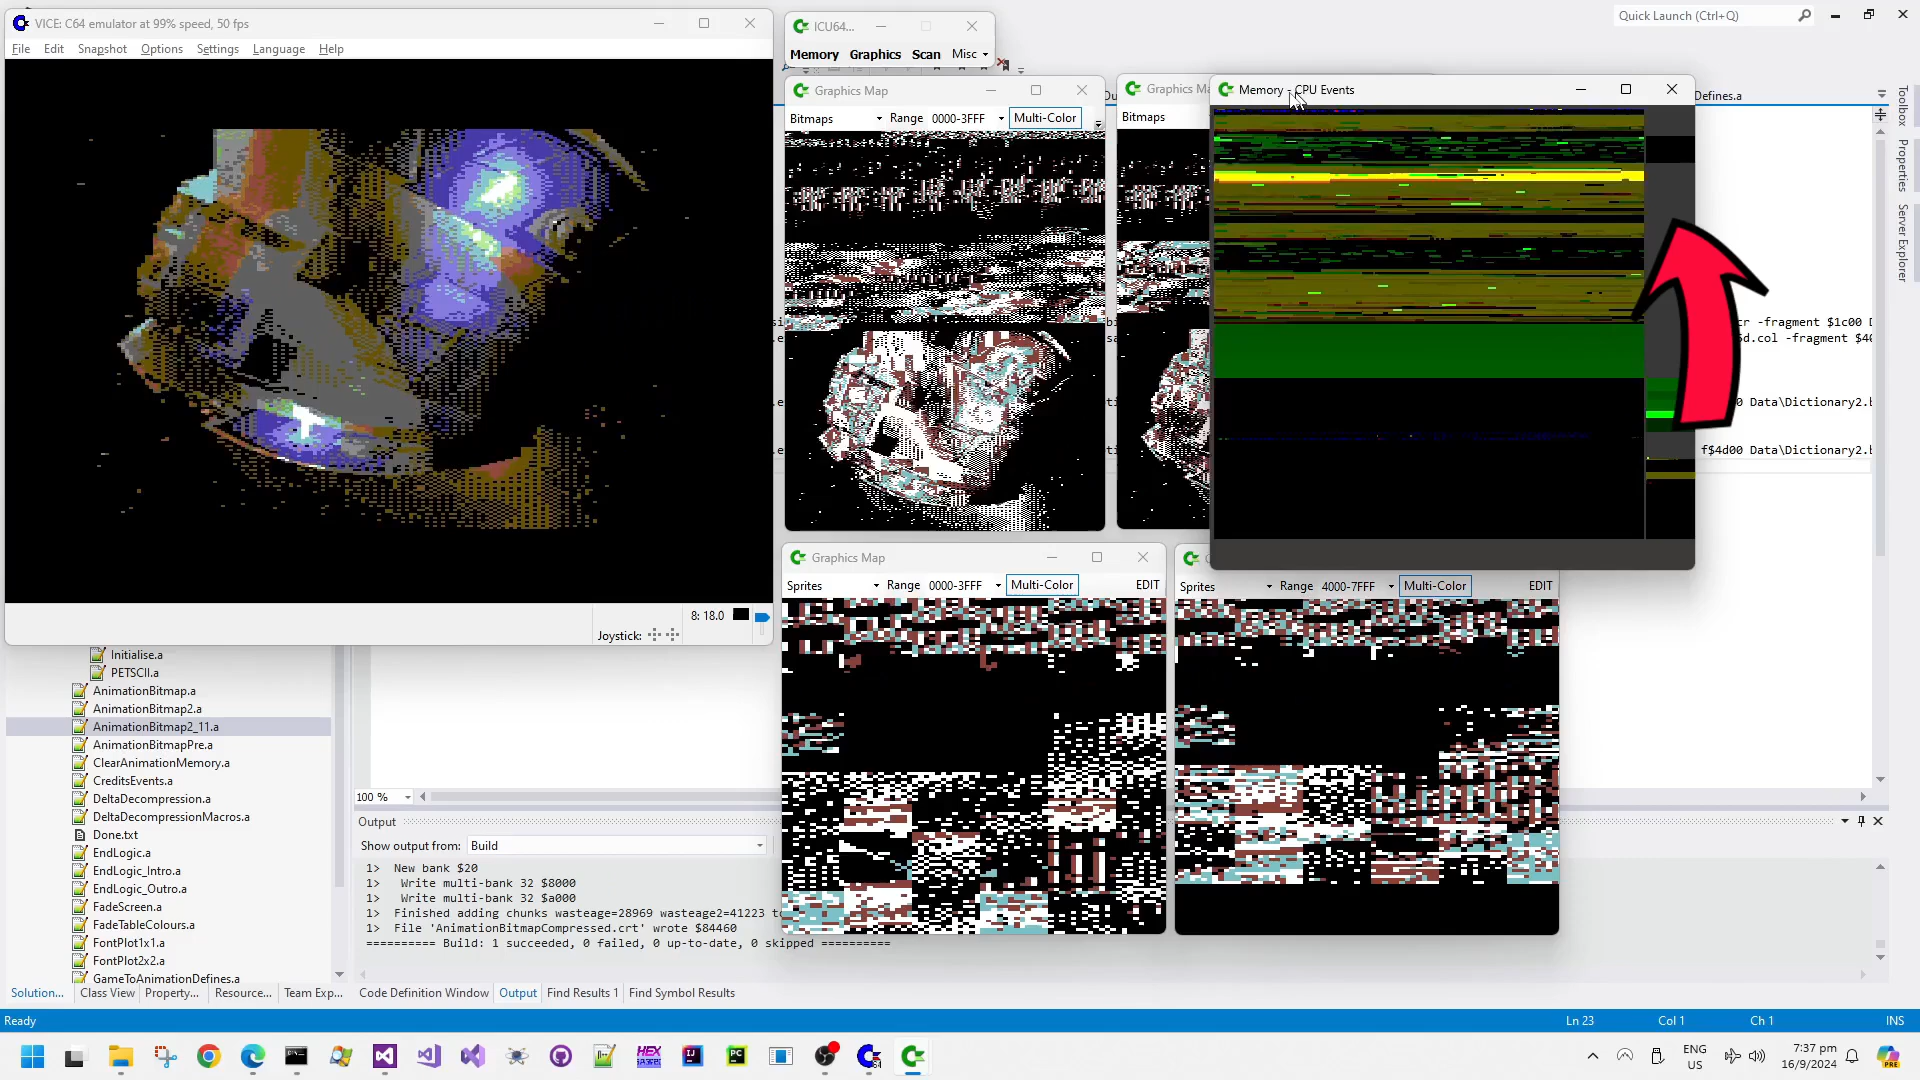 VICE: C64 emulator at 99% speed, 50 fps
File Edit Snapshot Options Settings Language Help
8: 18.0
Joystick:
ICU64...
Memory Graphics Scan Misc
Quick Launch (Ctrl+Q)
Graphics Map
Bitmaps Range 0000-3FFF Multi-Color
Graphics Ma
Bitmaps
Memory - CPU Events
Defines.a
Toolbox
Properties
Server Explorer
-fragment $1c00
d.col -fragment $4
Data\Dictionary2.
f$4d00 Data\Dictionary2.
Graphics Map
Sprites Range 0000-3FFF Multi-Color EDIT
Sprites Range 4000-7FFF Multi-Color EDIT
Initialise.a
PETSCII.a
AnimationBitmap.a
AnimationBitmap2.a
AnimationBitmap2_11.a
AnimationBitmapPre.a
ClearAnimationMemory.a
CreditsEvents.a
DeltaDecompression.a
DeltaDecompressionMacros.a
Done.txt
EndLogic.a
EndLogic_Intro.a
EndLogic_Outro.a
FadeScreen.a
FadeTableColours.a
FontPlot1x1.a
FontPlot2x2.a
GameToAnimationDefines.a
Solution... Class View Property... Resource... Team Exp...
100 %
Output
Show output from: Build
1> New bank $20
1> Write multi-bank 32 $8000
1> Write multi-bank 32 $a000
1> Finished adding chunks wasteage=28969 wasteage2=41223 t
1> File 'AnimationBitmapCompressed.crt' wrote $84460
========== Build: 1 succeeded, 0 failed, 0 up-to-date, 0 skipped ==========
Code Definition Window Output Find Results 1 Find Symbol Results
Ready
Ln 23 Col 1 Ch 1 INS
HEX
IJ
PC
64
ENG
US
7:37 pm
16/9/2024
PRE